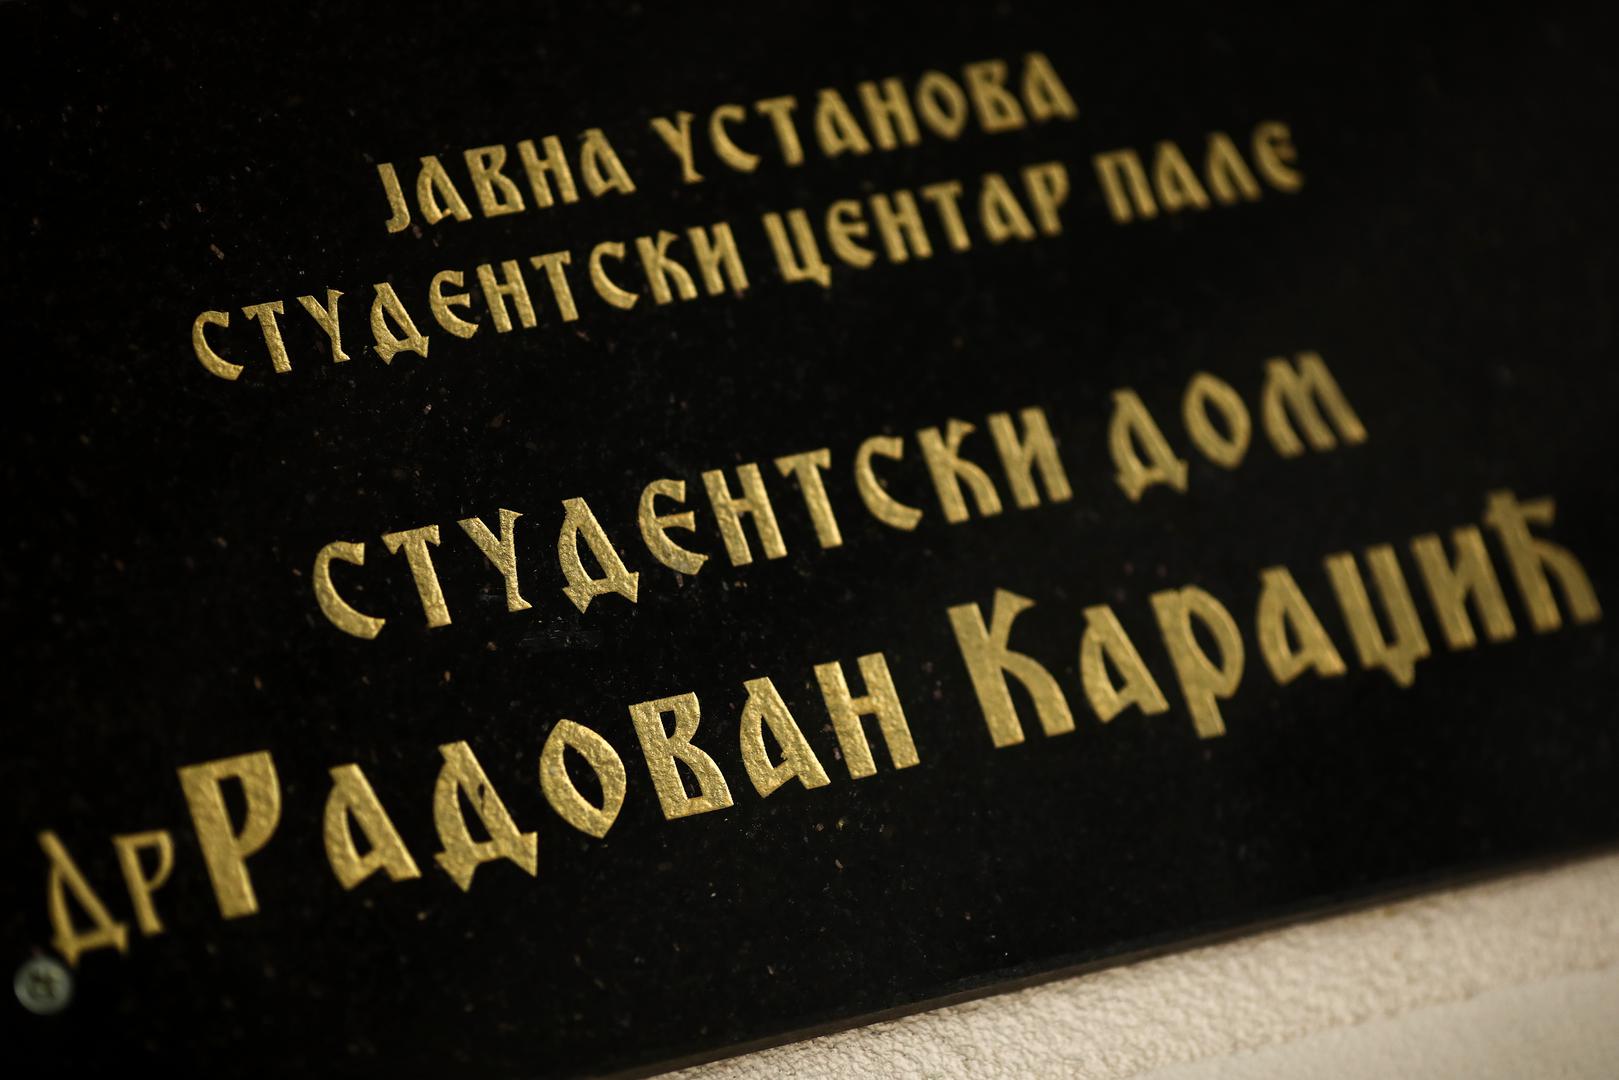 ЈАВНА УСТАНОВА
СТУДЕНТСКИ ЦЕНТАР ПАЛЕ
СТУДЕНТСКИ ДОМ
ДР РАДОВАН КАРАЏИЋ